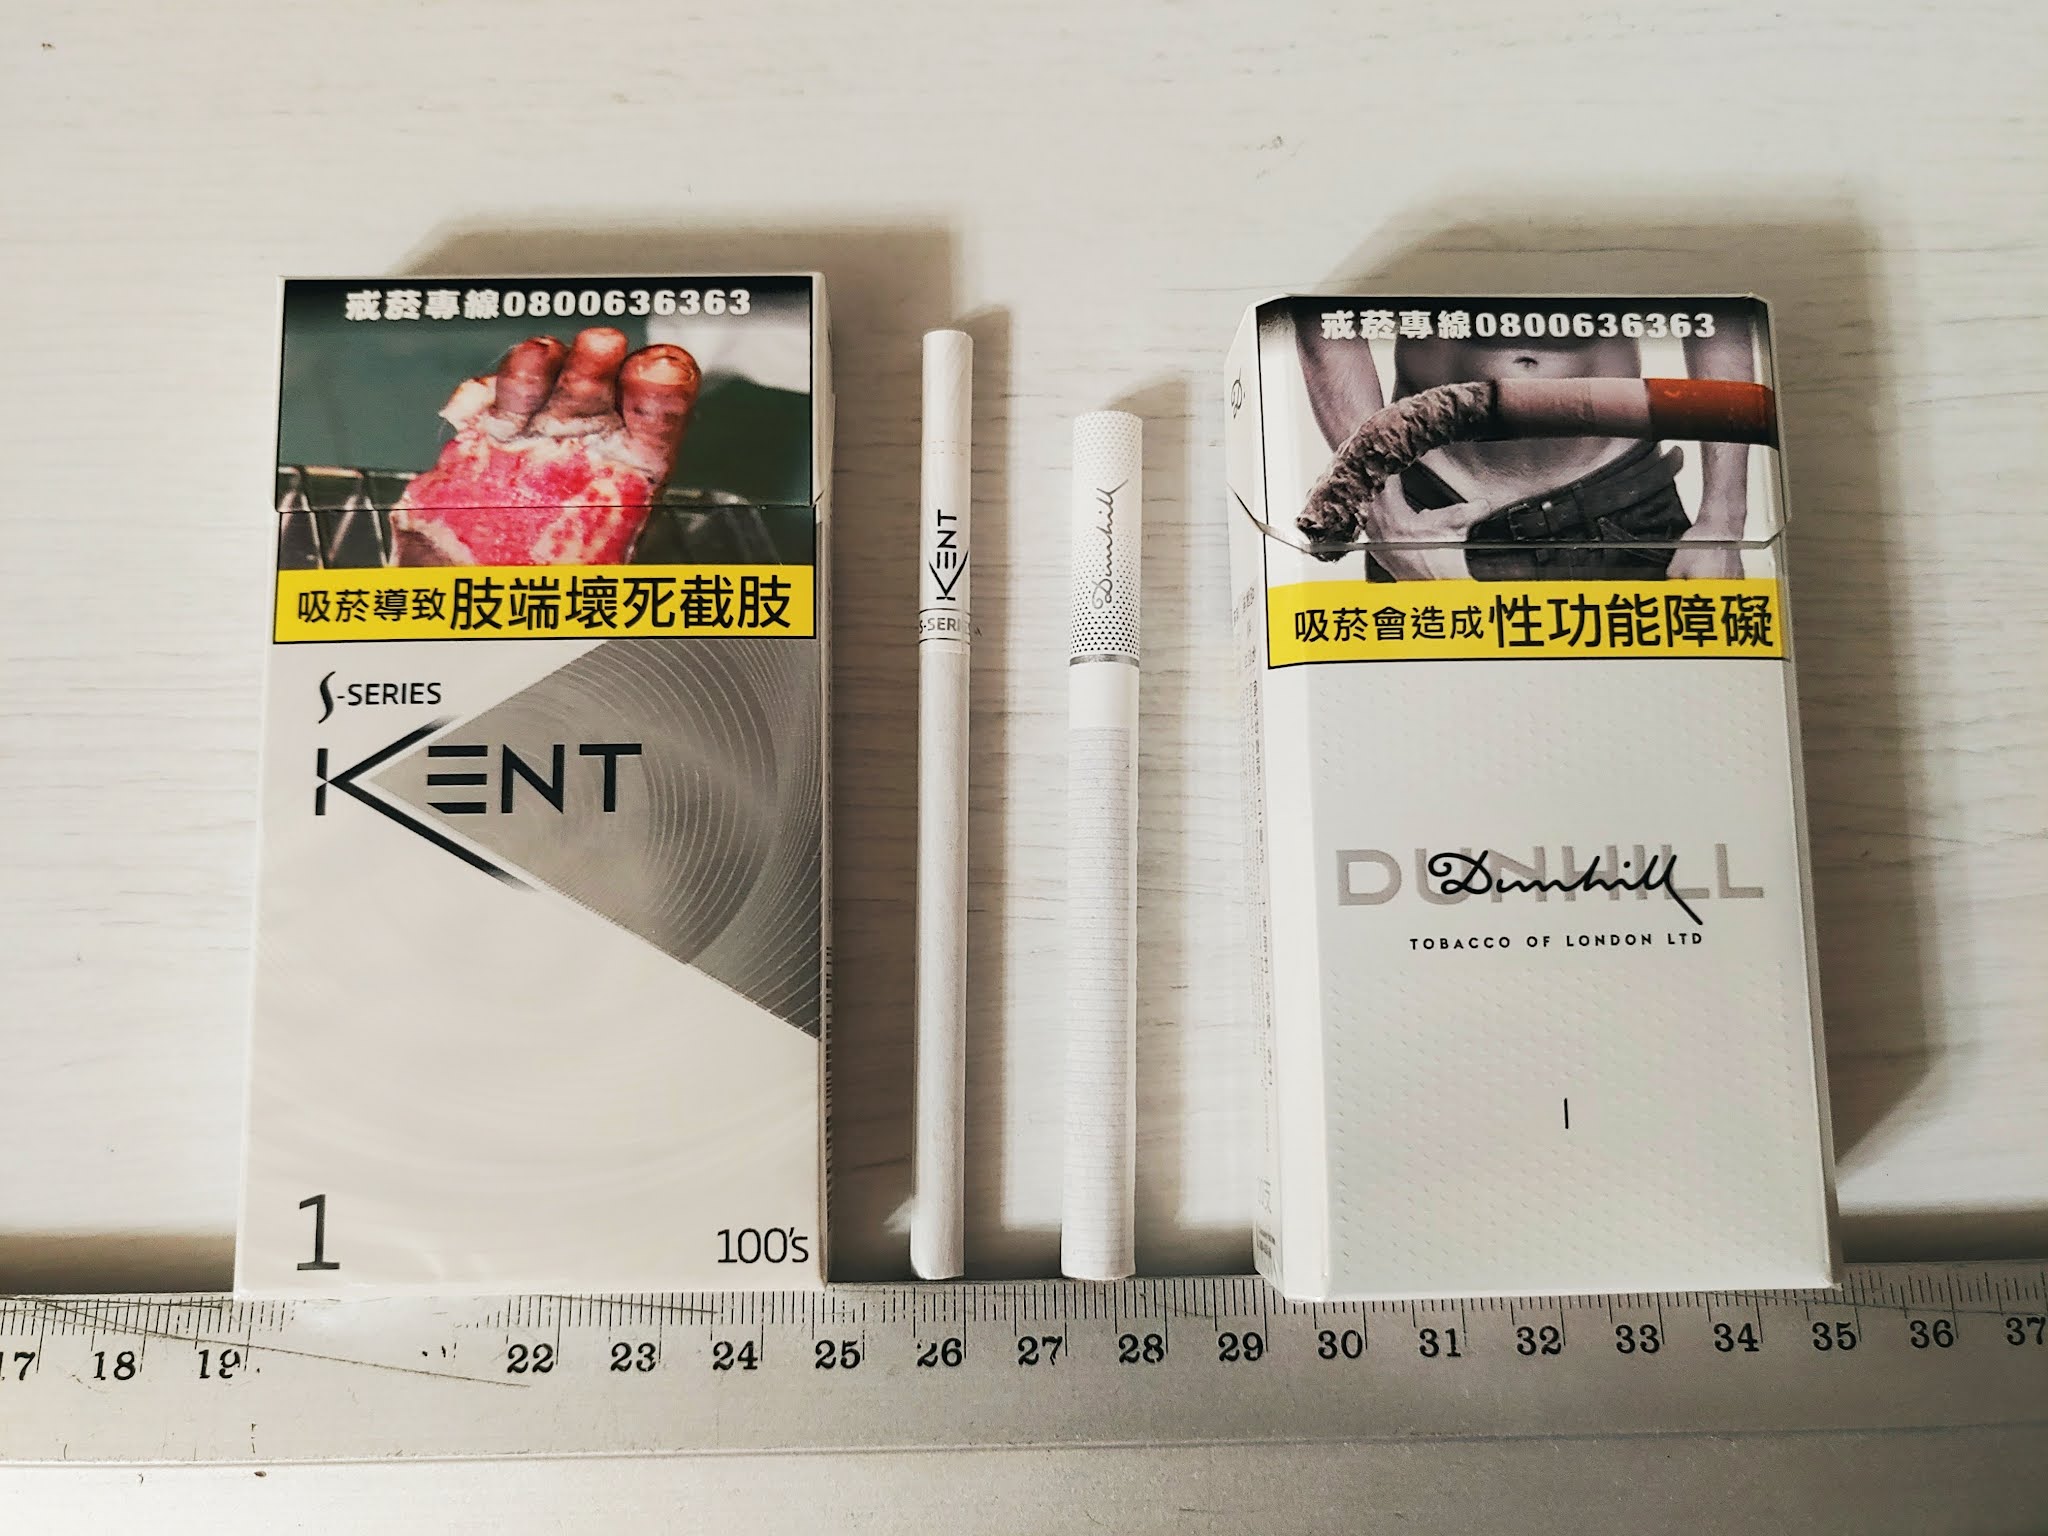 戒菸專線0800636363
吸菸導致肢端壞死截肢
S-SERIES
KENT
1
100's
KENT
S-SERI
Dunhill
戒菸專線0800636363
吸菸會造成性功能障礙
DUNHILL
Dunhill
TOBACCO OF LONDON LTD
1
17 18 19 22 23 24 25 26 27 28 29 30 31 32 33 34 35 36 37